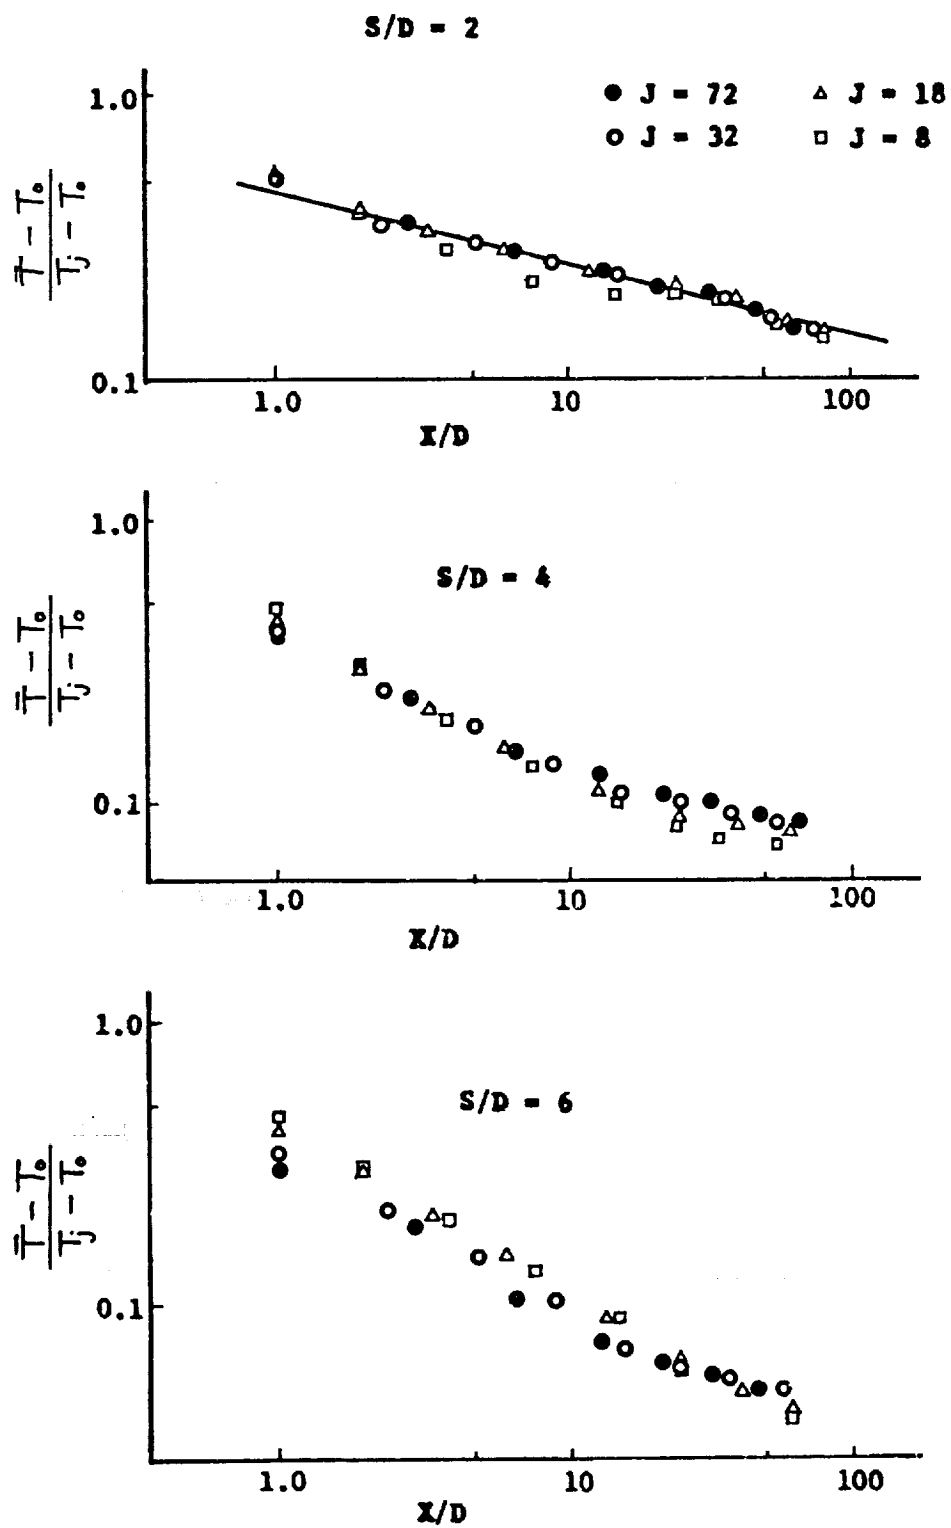 S/D = 2
● J = 72 △ J = 18
○ J = 32 □ J = 8
1.0
T̄ - T₀
Tj - T₀
0.1
1.0 10 100
X/D
1.0
S/D = 4
T̄ - T₀
Tj - T₀
0.1
1.0 10 100
X/D
1.0
S/D = 6
T̄ - T₀
Tj - T₀
0.1
1.0 10 100
X/D